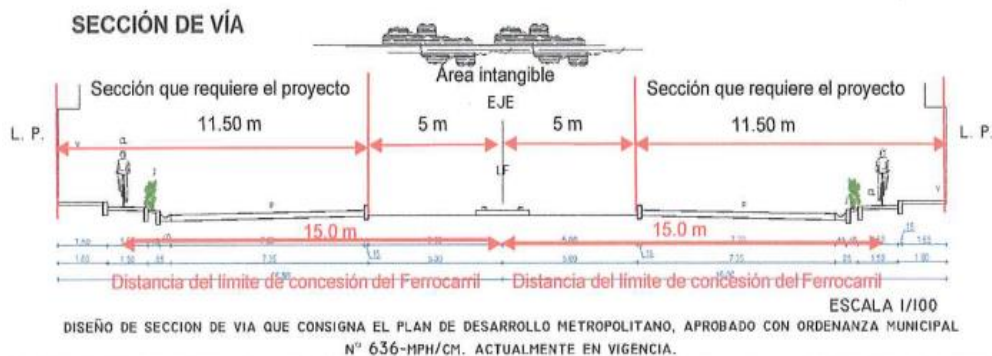 SECCIÓN DE VÍA
Área intangible
Sección que requiere el proyecto
EJE
Sección que requiere el proyecto
L. P.
11.50 m
5 m
5 m
11.50 m
L. P.
15.0 m
15.0 m
Distancia del límite de concesión del Ferrocarril
Distancia del límite de concesión del Ferrocarril
ESCALA 1/100
DISEÑO DE SECCION DE VIA QUE CONSIGNA EL PLAN DE DESARROLLO METROPOLITANO, APROBADO CON ORDENANZA MUNICIPAL
Nº 636-MPH/CM. ACTUALMENTE EN VIGENCIA.